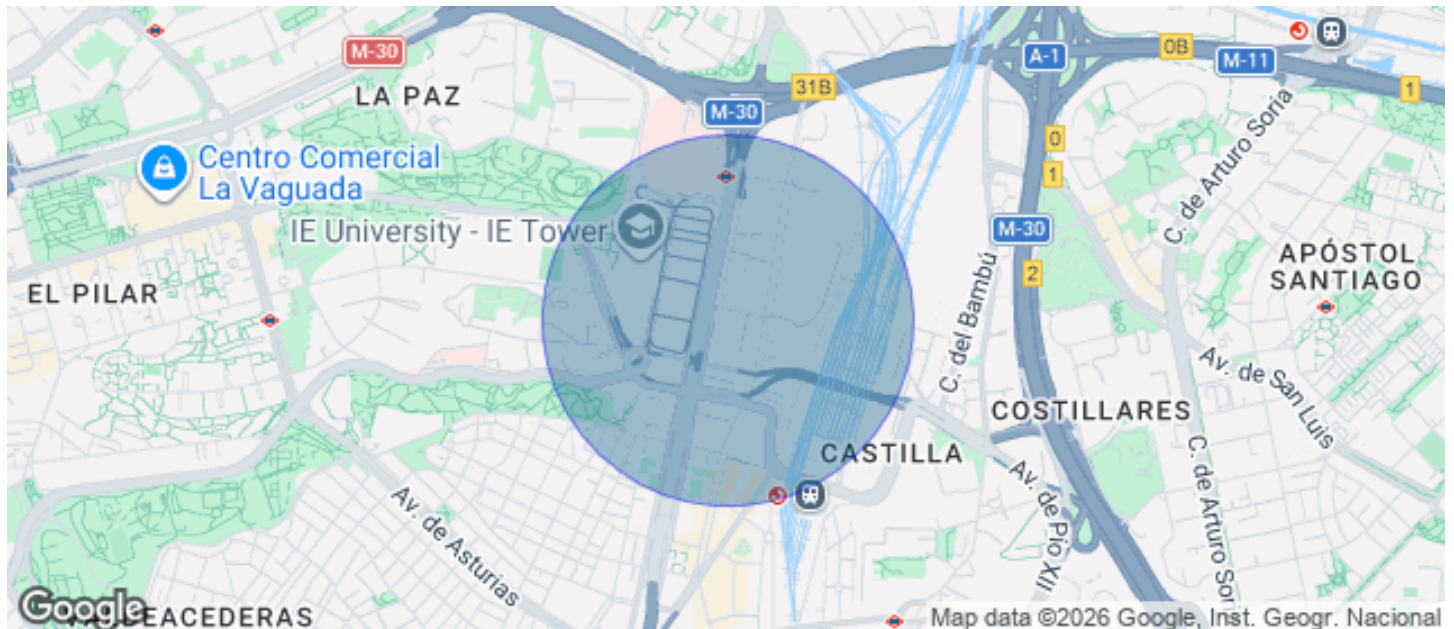 M-30
LA PAZ
Centro Comercial
La Vaguada
IE University - IE Tower
EL PILAR
31B
M-30
A-1
0B
M-11
1
0
1
C. de Arturo Soria
M-30
2
APÓSTOL
SANTIAGO
C. del Bambú
Av. de San Luis
COSTILLARES
CASTILLA
Av. de Pío XII
C. de Arturo Sor
Av. de Asturias
Google
Map data ©2026 Google, Inst. Geogr. Nacional